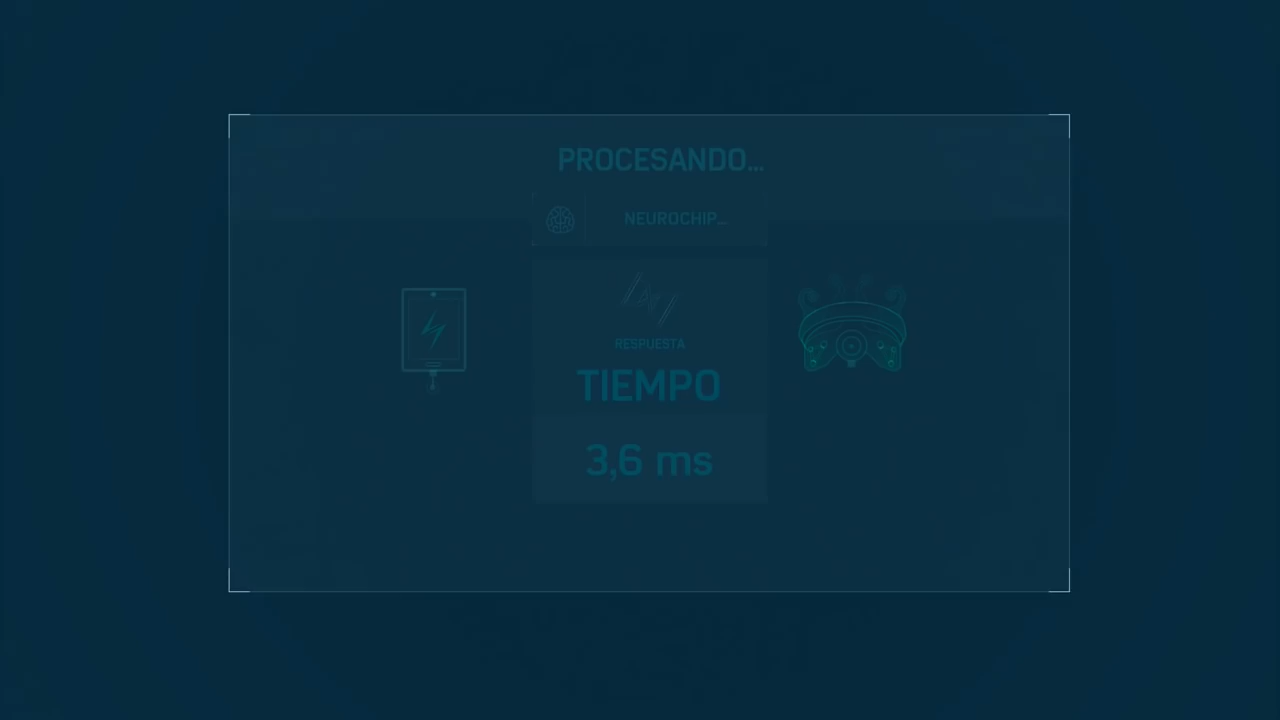 PROCESANDO...
NEUROCHIP...
RESPUESTA
TIEMPO
3,6 ms